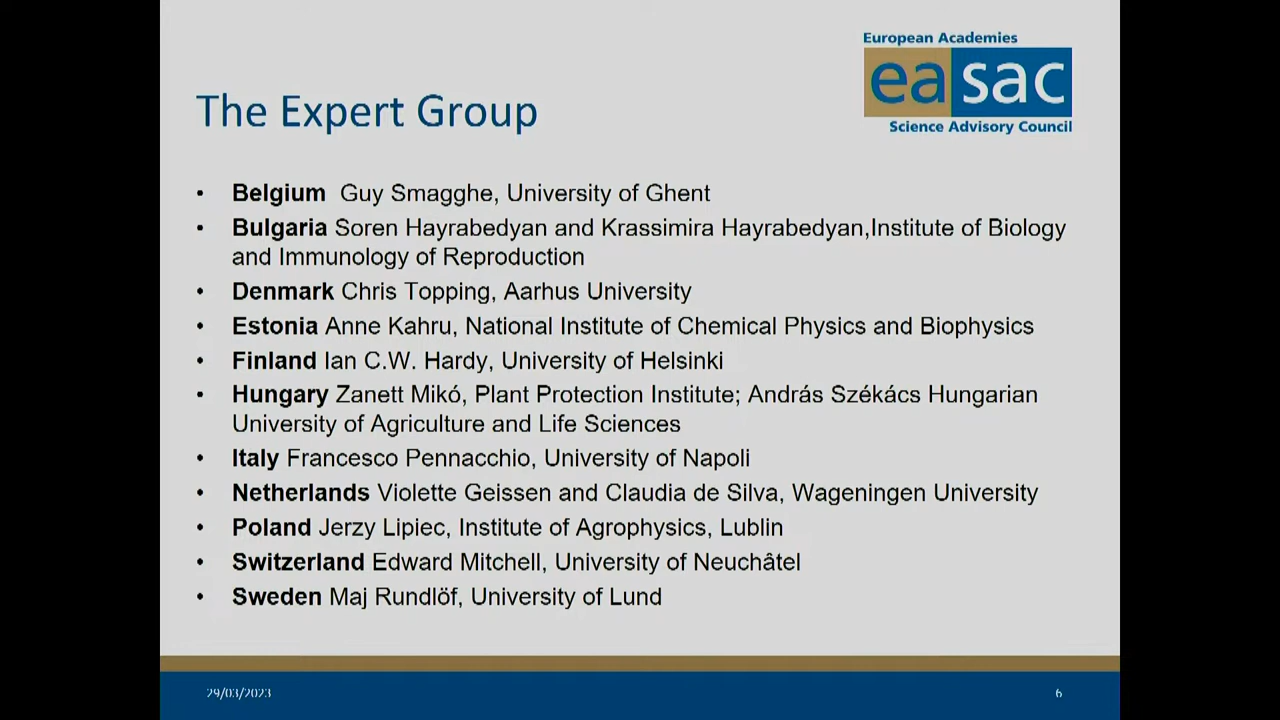 European Academies
easac
Science Advisory Council
The Expert Group
• Belgium Guy Smagghe, University of Ghent
• Bulgaria Soren Hayrabedyan and Krassimira Hayrabedyan,Institute of Biology
and Immunology of Reproduction
• Denmark Chris Topping, Aarhus University
• Estonia Anne Kahru, National Institute of Chemical Physics and Biophysics
• Finland Ian C.W. Hardy, University of Helsinki
• Hungary Zanett Mikó, Plant Protection Institute; András Székács Hungarian
University of Agriculture and Life Sciences
• Italy Francesco Pennacchio, University of Napoli
• Netherlands Violette Geissen and Claudia de Silva, Wageningen University
• Poland Jerzy Lipiec, Institute of Agrophysics, Lublin
• Switzerland Edward Mitchell, University of Neuchâtel
• Sweden Maj Rundlöf, University of Lund
29/03/2023
6